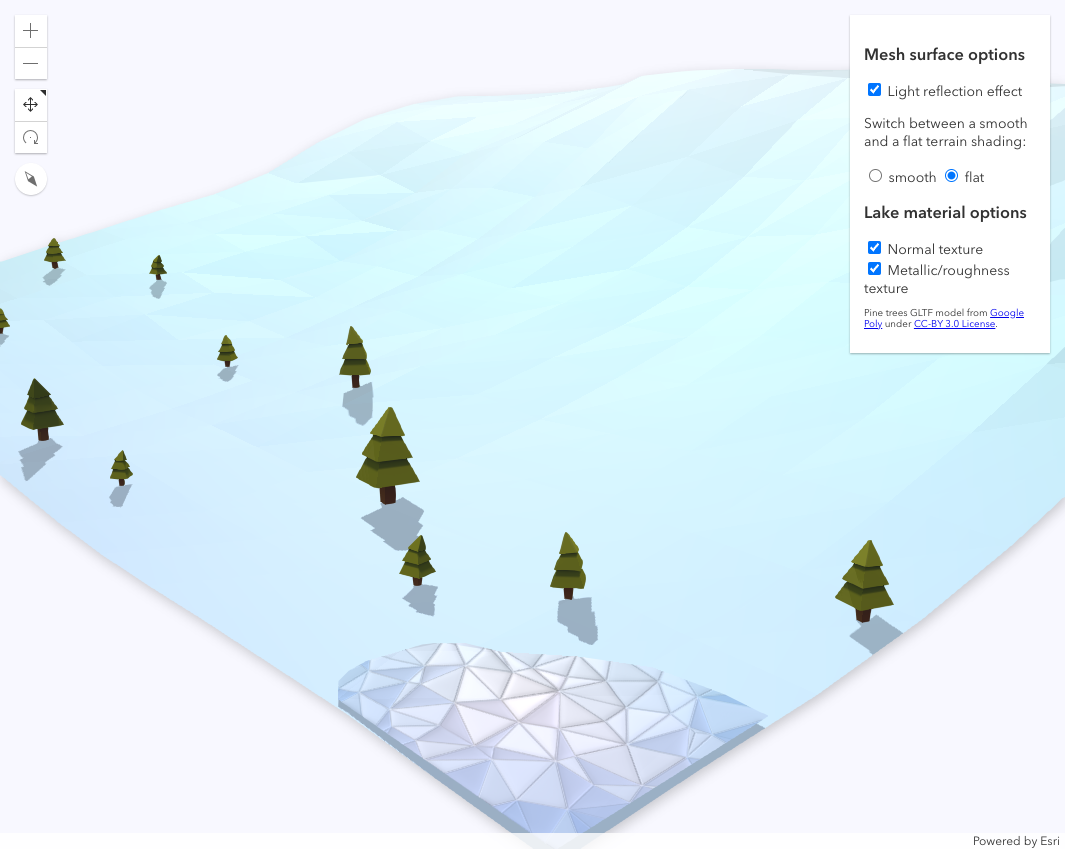 Mesh surface options
Light reflection effect
Switch between a smooth
and a flat terrain shading:
smooth flat
Lake material options
Normal texture
Metallic/roughness
texture
Pine trees GLTF model from Google
Poly under CC-BY 3.0 License.
Powered by Esri